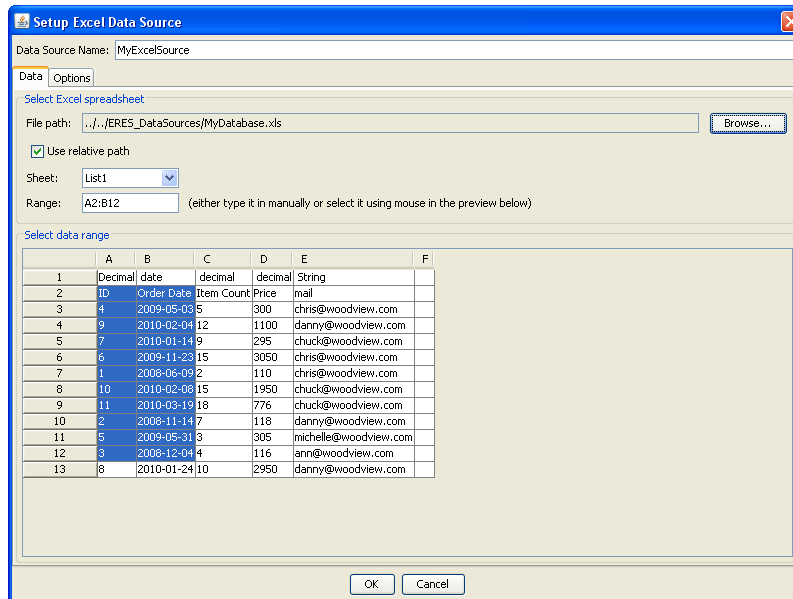 Setup Excel Data Source
Data Source Name: MyExcelSource
Data Options
Select Excel spreadsheet
File path: ../../ERES_DataSources/MyDatabase.xls Browse...
Use relative path
Sheet: List1
Range: A2:B12 (either type it in manually or select it using mouse in the preview below)
Select data range
A B C D E F
1 Decimal date decimal decimal String
2 ID Order Date Item Count Price mail
3 4 2009-05-03 5 300 chris@woodview.com
4 9 2010-02-04 12 1100 danny@woodview.com
5 7 2010-01-14 9 295 chuck@woodview.com
6 6 2009-11-23 15 3050 chris@woodview.com
7 1 2008-06-09 2 110 chris@woodview.com
8 10 2010-02-08 15 1950 chuck@woodview.com
9 11 2010-03-19 18 776 chuck@woodview.com
10 2 2008-11-14 7 118 danny@woodview.com
11 5 2009-05-31 3 305 michelle@woodview.com
12 3 2008-12-04 4 116 ann@woodview.com
13 8 2010-01-24 10 2950 danny@woodview.com
OK Cancel